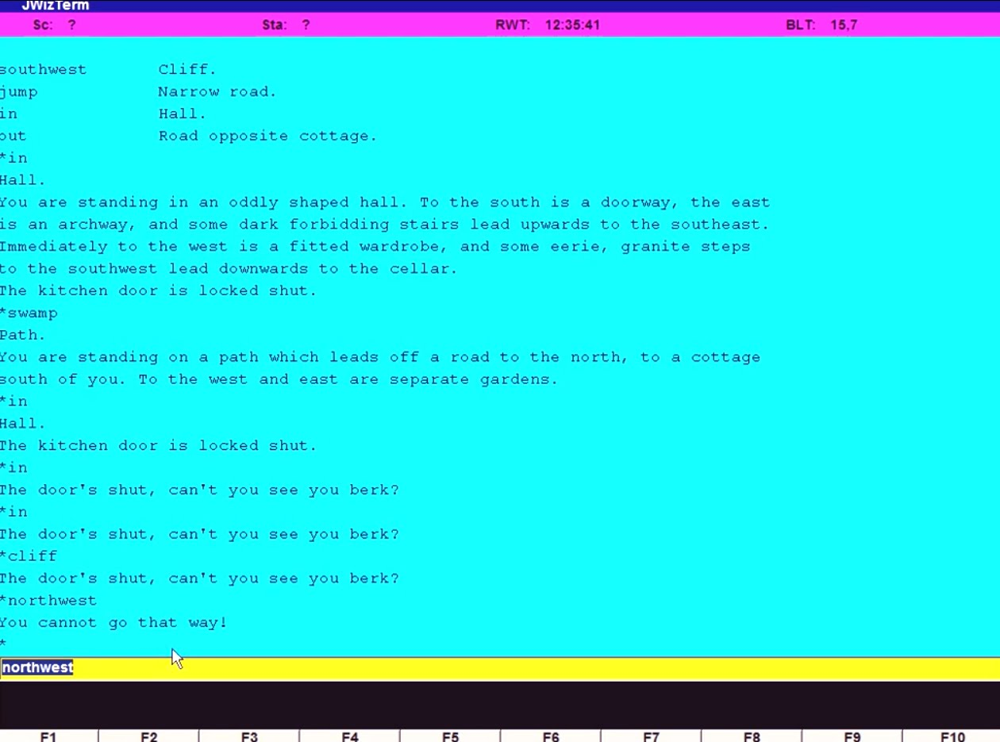 JWizTerm
Sc: ? Sta: ? RWT: 12:35:41 BLT: 15,7
southwest Cliff.
jump Narrow road.
in Hall.
out Road opposite cottage.
*in
Hall.
You are standing in an oddly shaped hall. To the south is a doorway, the east
is an archway, and some dark forbidding stairs lead upwards to the southeast.
Immediately to the west is a fitted wardrobe, and some eerie, granite steps
to the southwest lead downwards to the cellar.
The kitchen door is locked shut.
*swamp
Path.
You are standing on a path which leads off a road to the north, to a cottage
south of you. To the west and east are separate gardens.
*in
Hall.
The kitchen door is locked shut.
*in
The door's shut, can't you see you berk?
*in
The door's shut, can't you see you berk?
*cliff
The door's shut, can't you see you berk?
*northwest
You cannot go that way!
*
northwest
F1 F2 F3 F4 F5 F6 F7 F8 F9 F10